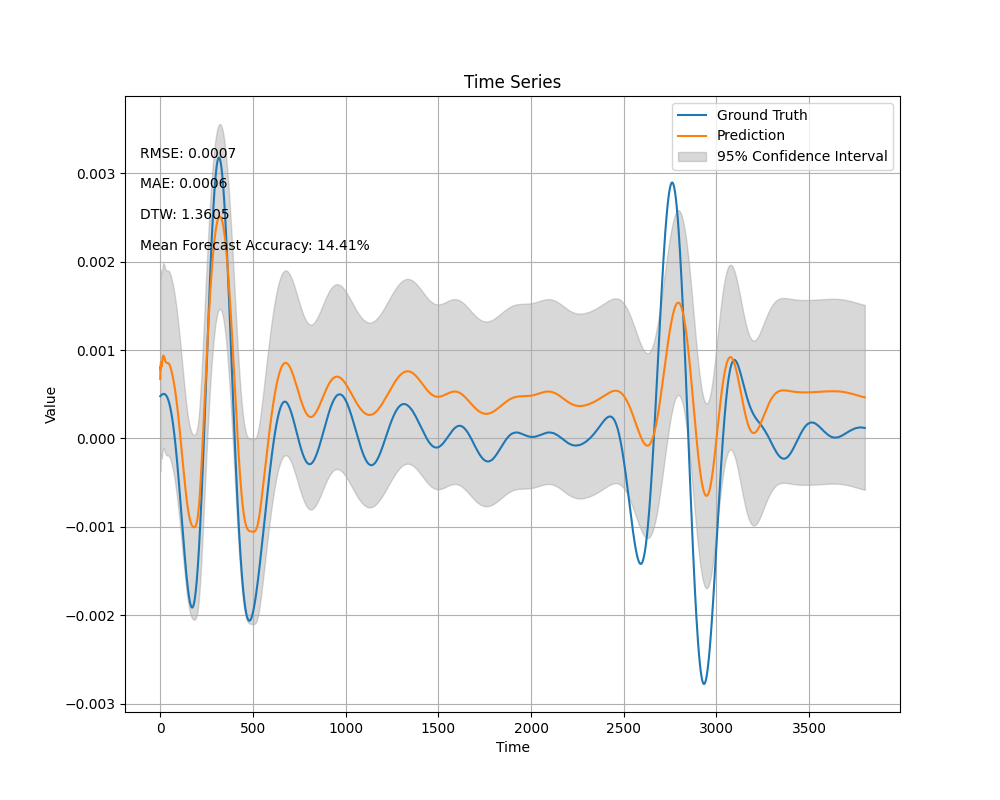 Time Series
Ground Truth
Prediction
95% Confidence Interval
RMSE: 0.0007
MAE: 0.0006
DTW: 1.3605
Mean Forecast Accuracy: 14.41%
0.003
0.002
0.001
0.000
−0.001
−0.002
−0.003
Value
0 500 1000 1500 2000 2500 3000 3500
Time